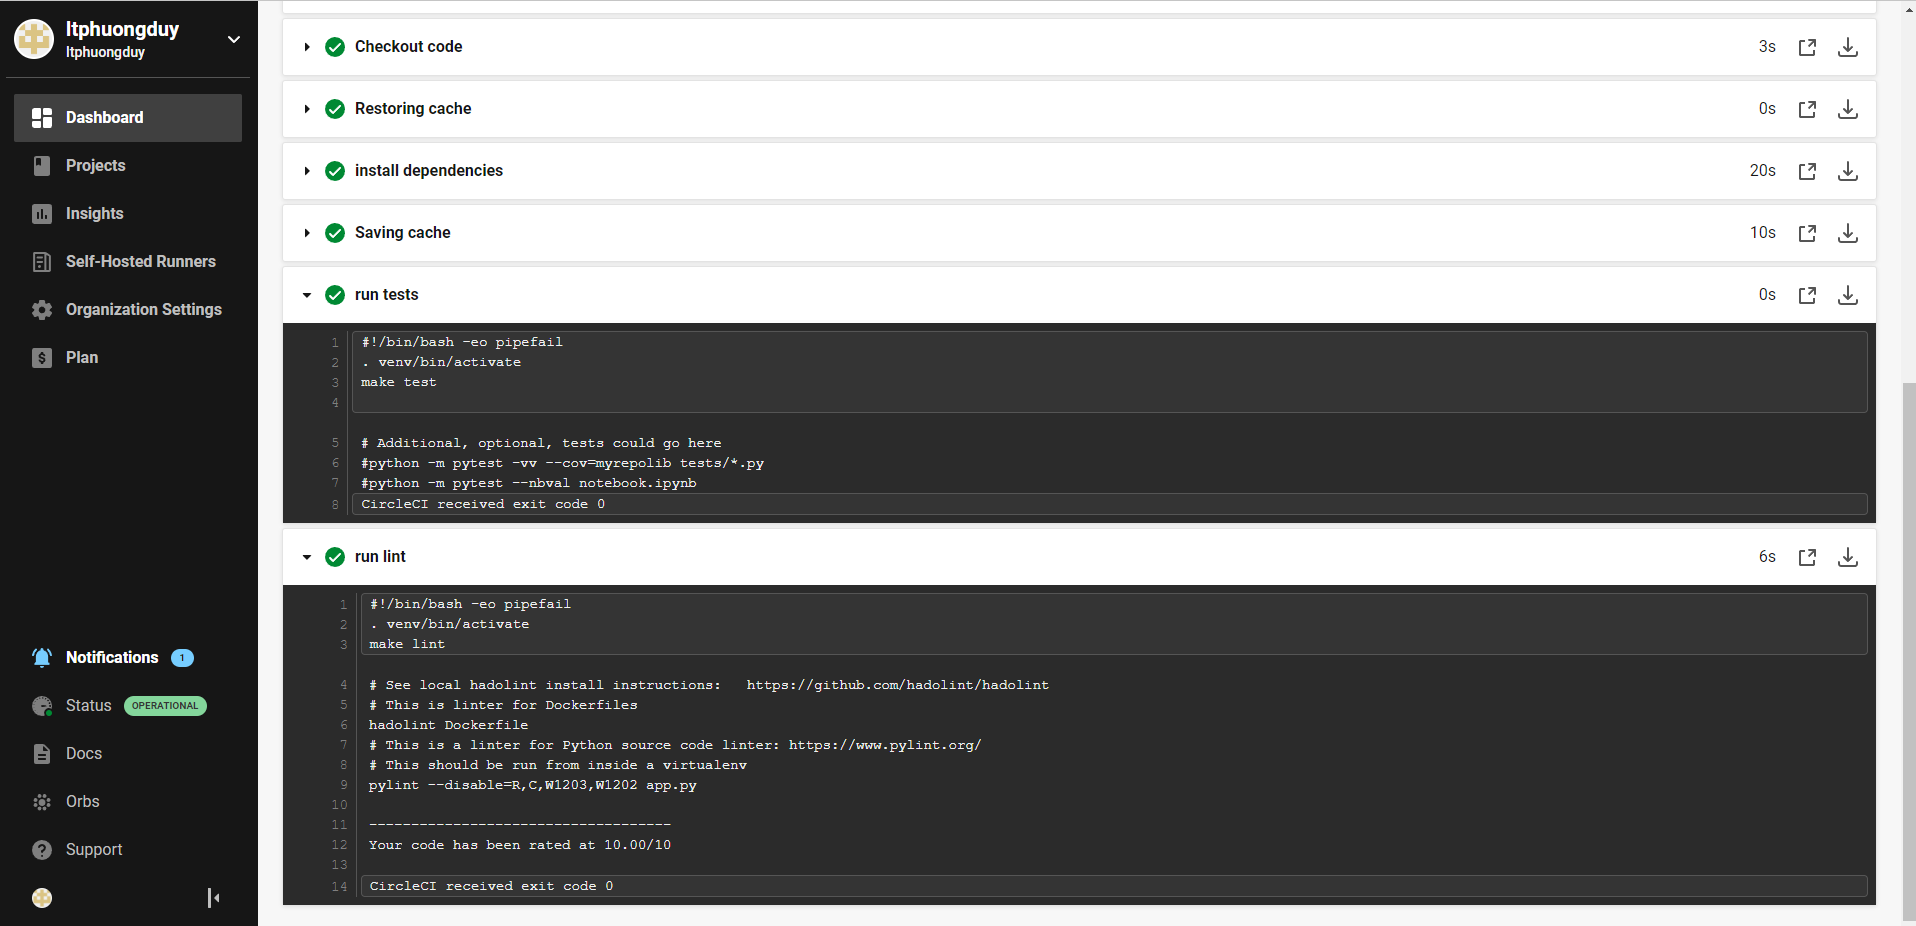 ltphuongduy
ltphuongduy
Dashboard
Projects
Insights
Self-Hosted Runners
Organization Settings
Plan
Notifications 1
Status OPERATIONAL
Docs
Orbs
Support
Checkout code 3s
Restoring cache 0s
install dependencies 20s
Saving cache 10s
run tests 0s
1 #!/bin/bash -eo pipefail
2 . venv/bin/activate
3 make test
4
5 # Additional, optional, tests could go here
6 #python -m pytest -vv --cov=myrepolib tests/*.py
7 #python -m pytest --nbval notebook.ipynb
8 CircleCI received exit code 0
run lint 6s
1 #!/bin/bash -eo pipefail
2 . venv/bin/activate
3 make lint
4 # See local hadolint install instructions:   https://github.com/hadolint/hadolint
5 # This is linter for Dockerfiles
6 hadolint Dockerfile
7 # This is a linter for Python source code linter: https://www.pylint.org/
8 # This should be run from inside a virtualenv
9 pylint --disable=R,C,W1203,W1202 app.py
10
11 ------------------------------------
12 Your code has been rated at 10.00/10
13
14 CircleCI received exit code 0